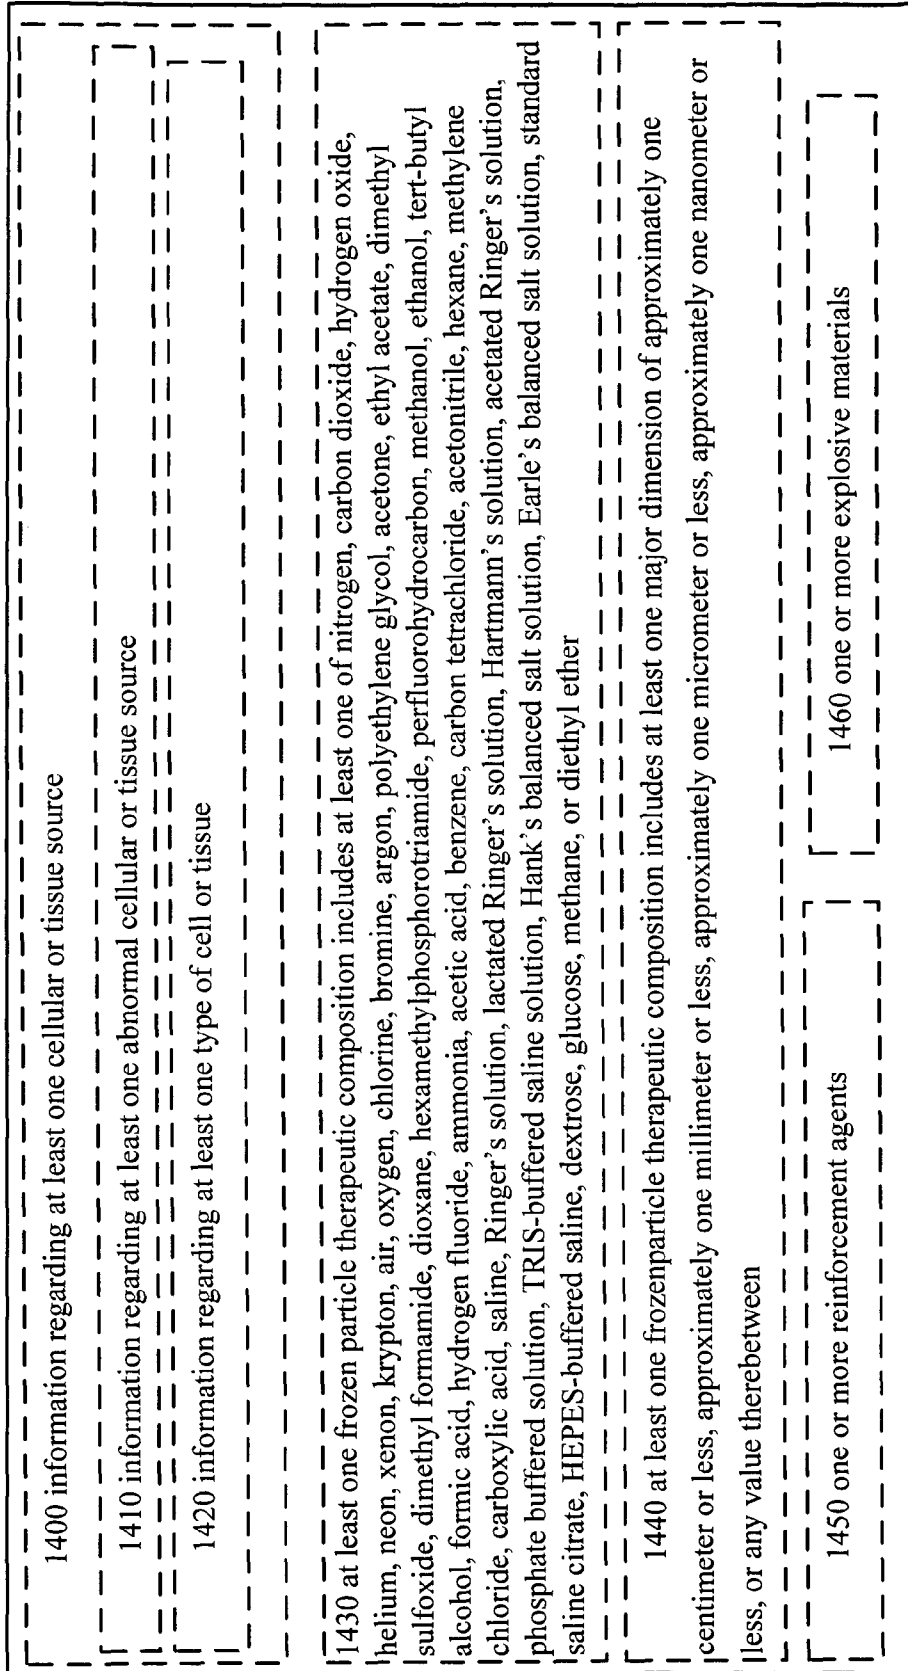 1400 information regarding at least one cellular or tissue source
1410 information regarding at least one abnormal cellular or tissue source
1420 information regarding at least one type of cell or tissue
1430 at least one frozen particle therapeutic composition includes at least one of nitrogen, carbon dioxide, hydrogen oxide,
helium, neon, xenon, krypton, air, oxygen, chlorine, bromine, argon, polyethylene glycol, acetone, ethyl acetate, dimethyl
sulfoxide, dimethyl formamide, dioxane, hexamethylphosphorotriamide, perfluorohydrocarbon, methanol, ethanol, tert-butyl
alcohol, formic acid, hydrogen fluoride, ammonia, acetic acid, benzene, carbon tetrachloride, acetonitrile, hexane, methylene
chloride, carboxylic acid, saline, Ringer's solution, lactated Ringer's solution, Hartmann's solution, acetated Ringer's solution,
phosphate buffered solution, TRIS-buffered saline solution, Hank's balanced salt solution, Earle's balanced salt solution, standard
saline citrate, HEPES-buffered saline, dextrose, glucose, methane, or diethyl ether
1440 at least one frozenparticle therapeutic composition includes at least one major dimension of approximately one
centimeter or less, approximately one millimeter or less, approximately one micrometer or less, approximately one nanometer or
less, or any value therebetween
1450 one or more reinforcement agents
1460 one or more explosive materials